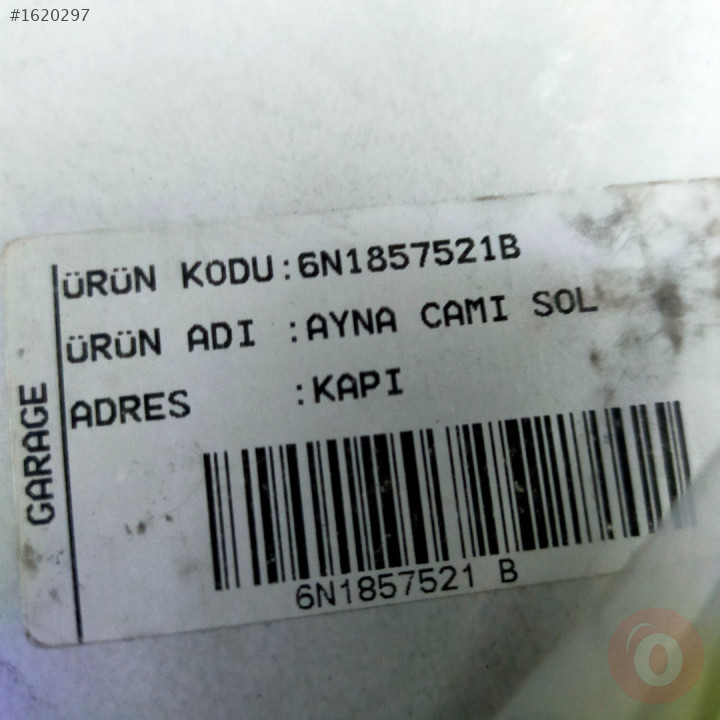 #1620297
ÜRÜN KODU:6N1857521B
ÜRÜN ADI :AYNA CAMI SOL
ADRES :KAPI
GARAGE
6N1857521 B